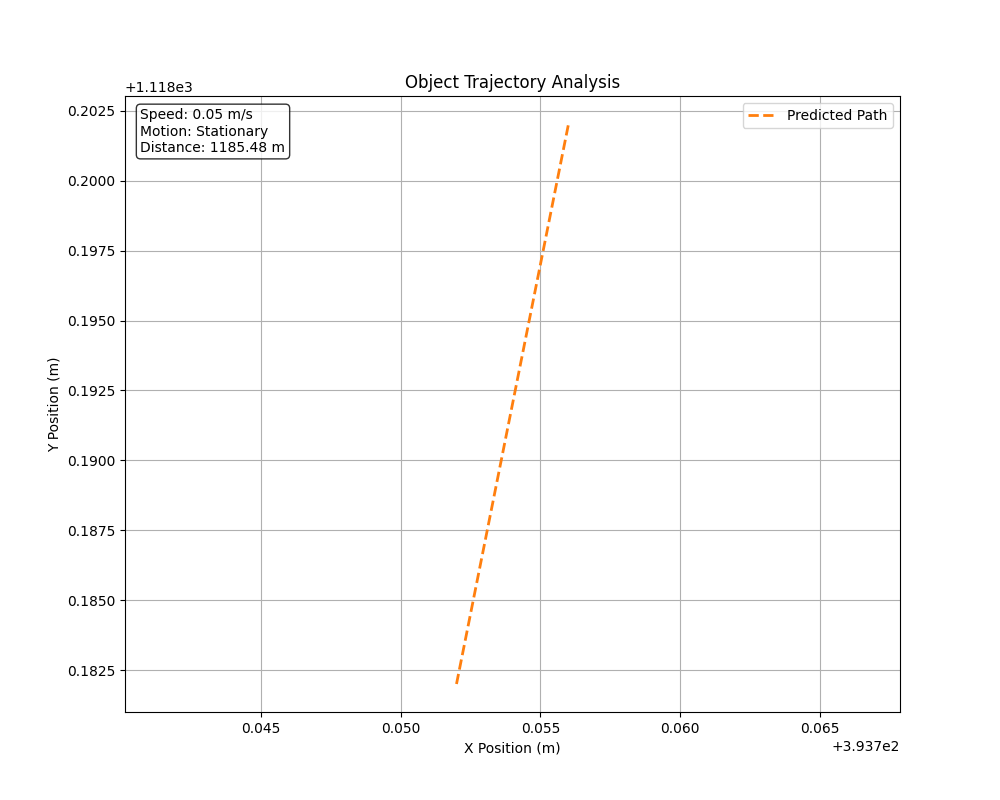 Object Trajectory Analysis
+1.118e3
Speed: 0.05 m/s
Motion: Stationary
Distance: 1185.48 m
Predicted Path
Y Position (m)
0.2025
0.2000
0.1975
0.1950
0.1925
0.1900
0.1875
0.1850
0.1825
0.045 0.050 0.055 0.060 0.065
X Position (m)
+3.937e2